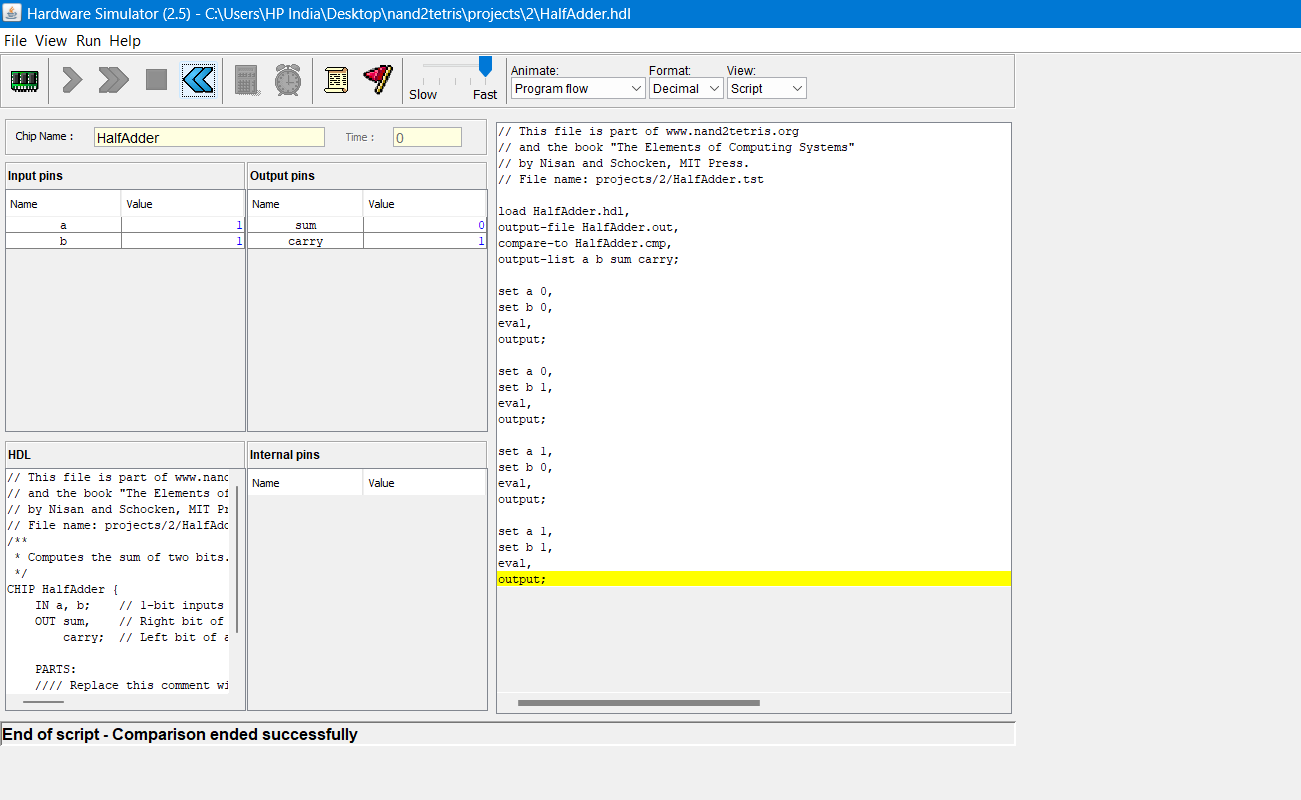 Hardware Simulator (2.5) - C:\Users\HP India\Desktop\nand2tetris\projects\2\HalfAdder.hdl
File View Run Help
Slow Fast
Animate: Format: View:
Program flow Decimal Script
Chip Name : HalfAdder Time : 0
Input pins
Name Value
a 1
b 1
Output pins
Name Value
sum 0
carry 1
HDL
// This file is part of www.nand
// and the book "The Elements of
// by Nisan and Schocken, MIT Pr
// File name: projects/2/HalfAdd
/**
* Computes the sum of two bits.
*/
CHIP HalfAdder {
IN a, b; // 1-bit inputs
OUT sum, // Right bit of
carry; // Left bit of a
PARTS:
//// Replace this comment wi
Internal pins
Name Value
// This file is part of www.nand2tetris.org
// and the book "The Elements of Computing Systems"
// by Nisan and Schocken, MIT Press.
// File name: projects/2/HalfAdder.tst
load HalfAdder.hdl,
output-file HalfAdder.out,
compare-to HalfAdder.cmp,
output-list a b sum carry;
set a 0,
set b 0,
eval,
output;
set a 0,
set b 1,
eval,
output;
set a 1,
set b 0,
eval,
output;
set a 1,
set b 1,
eval,
output;
End of script - Comparison ended successfully